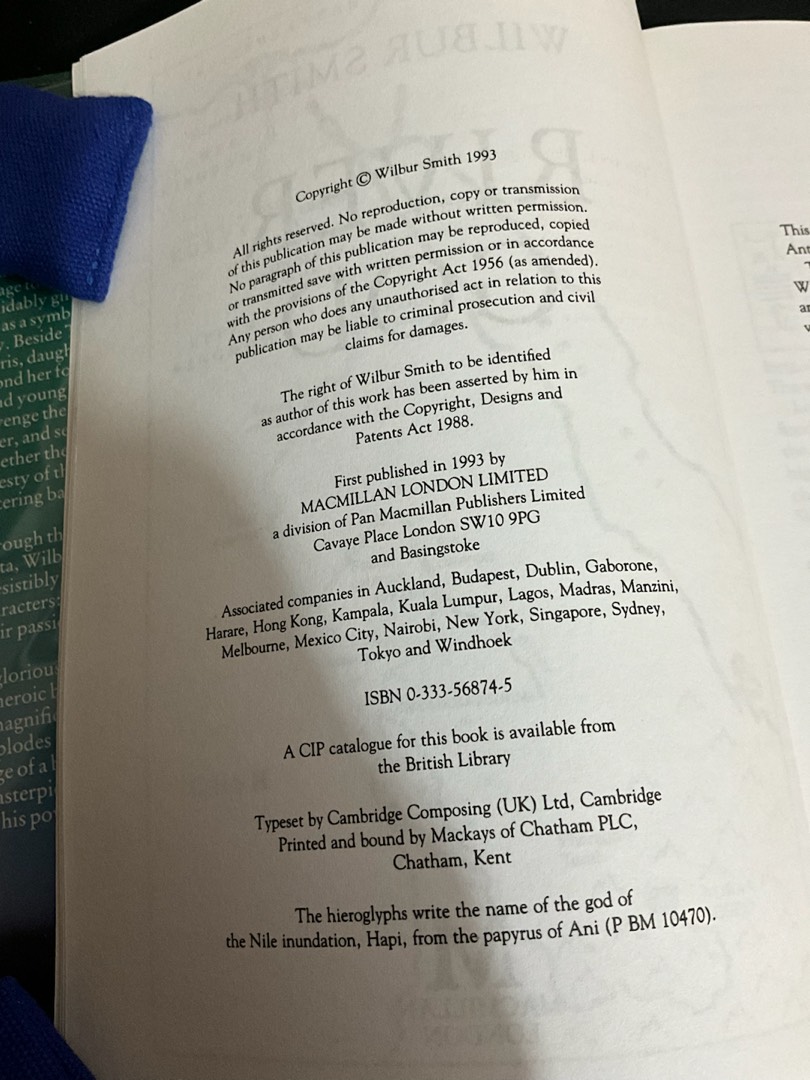 Copyright © Wilbur Smith 1993
All rights reserved. No reproduction, copy or transmission
of this publication may be made without written permission.
No paragraph of this publication may be reproduced, copied
or transmitted save with written permission or in accordance
with the provisions of the Copyright Act 1956 (as amended).
Any person who does any unauthorised act in relation to this
publication may be liable to criminal prosecution and civil
claims for damages.
The right of Wilbur Smith to be identified
as author of this work has been asserted by him in
accordance with the Copyright, Designs and
Patents Act 1988.
First published in 1993 by
MACMILLAN LONDON LIMITED
a division of Pan Macmillan Publishers Limited
Cavaye Place London SW10 9PG
and Basingstoke
Associated companies in Auckland, Budapest, Dublin, Gaborone,
Harare, Hong Kong, Kampala, Kuala Lumpur, Lagos, Madras, Manzini,
Melbourne, Mexico City, Nairobi, New York, Singapore, Sydney,
Tokyo and Windhoek
ISBN 0-333-56874-5
A CIP catalogue for this book is available from
the British Library
Typeset by Cambridge Composing (UK) Ltd, Cambridge
Printed and bound by Mackays of Chatham PLC,
Chatham, Kent
The hieroglyphs write the name of the god of
the Nile inundation, Hapi, from the papyrus of Ani (P BM 10470).
This